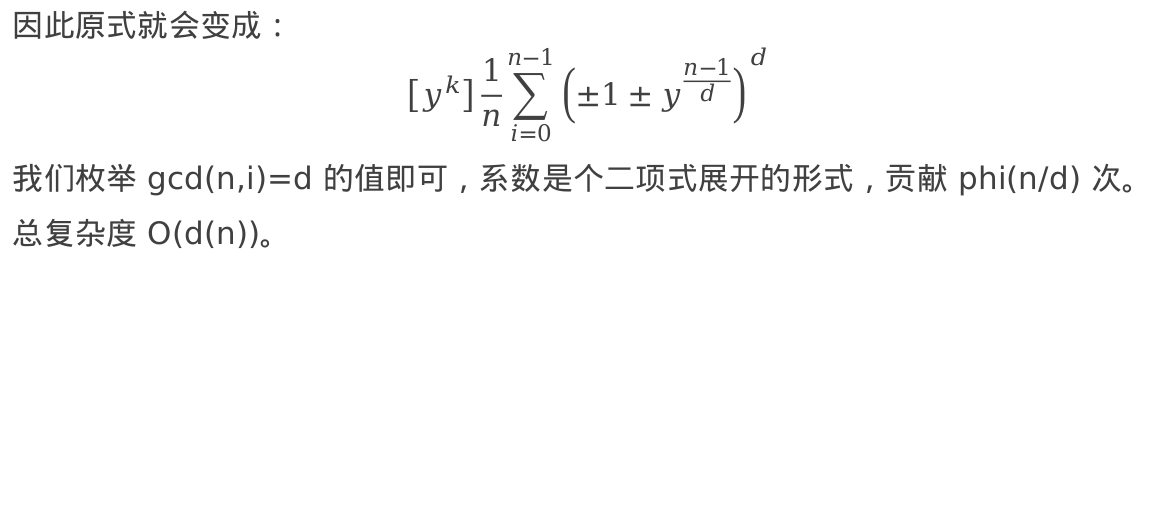 因此原式就会变成：
$$[y^k]\frac{1}{n}\sum_{i=0}^{n-1}\left(\pm 1 \pm y^{\frac{n-1}{d}}\right)^d$$
我们枚举 gcd(n,i)=d 的值即可，系数是个二项式展开的形式，贡献 phi(n/d) 次。
总复杂度 O(d(n))。